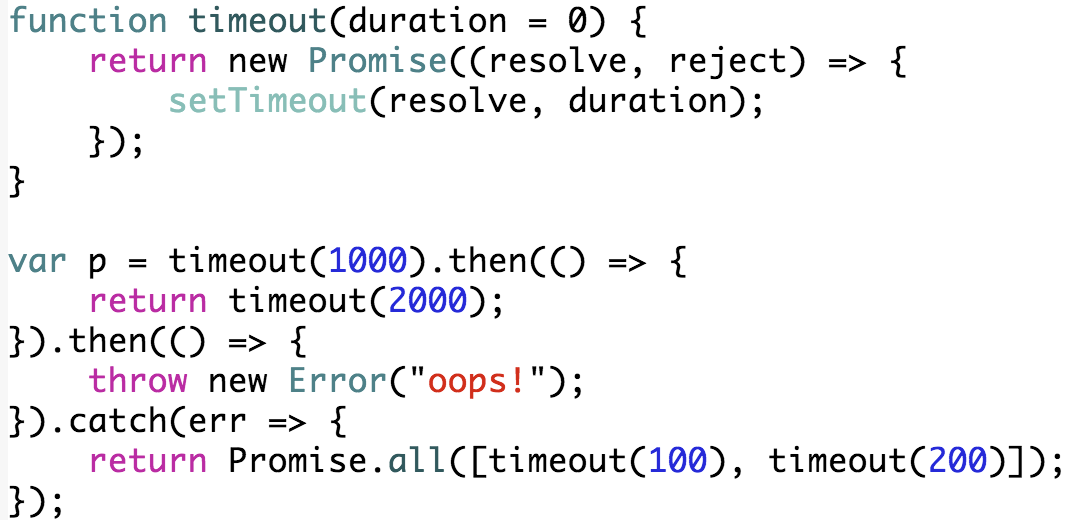 function timeout(duration = 0) {
    return new Promise((resolve, reject) => {
        setTimeout(resolve, duration);
    });
}

var p = timeout(1000).then(() => {
    return timeout(2000);
}).then(() => {
    throw new Error("oops!");
}).catch(err => {
    return Promise.all([timeout(100), timeout(200)]);
});